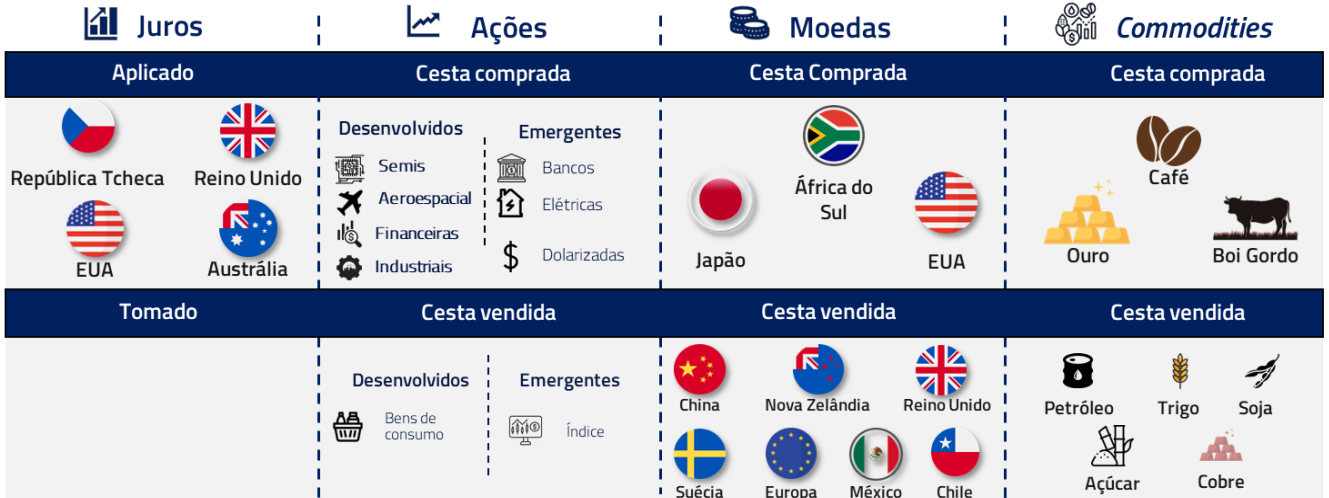 Juros
Ações
Moedas
Commodities
Aplicado
Cesta comprada
Cesta Comprada
Cesta comprada
República Tcheca
Reino Unido
EUA
Austrália
Desenvolvidos
Semis
Aeroespacial
Financeiras
Industriais
Emergentes
Bancos
Elétricas
Dolarizadas
Japão
África do
Sul
EUA
Café
Ouro
Boi Gordo
Tomado
Cesta vendida
Cesta vendida
Cesta vendida
Desenvolvidos
Bens de
consumo
Emergentes
Índice
China
Nova Zelândia
Reino Unido
Suécia
Europa
México
Chile
Petróleo
Trigo
Soja
Açúcar
Cobre